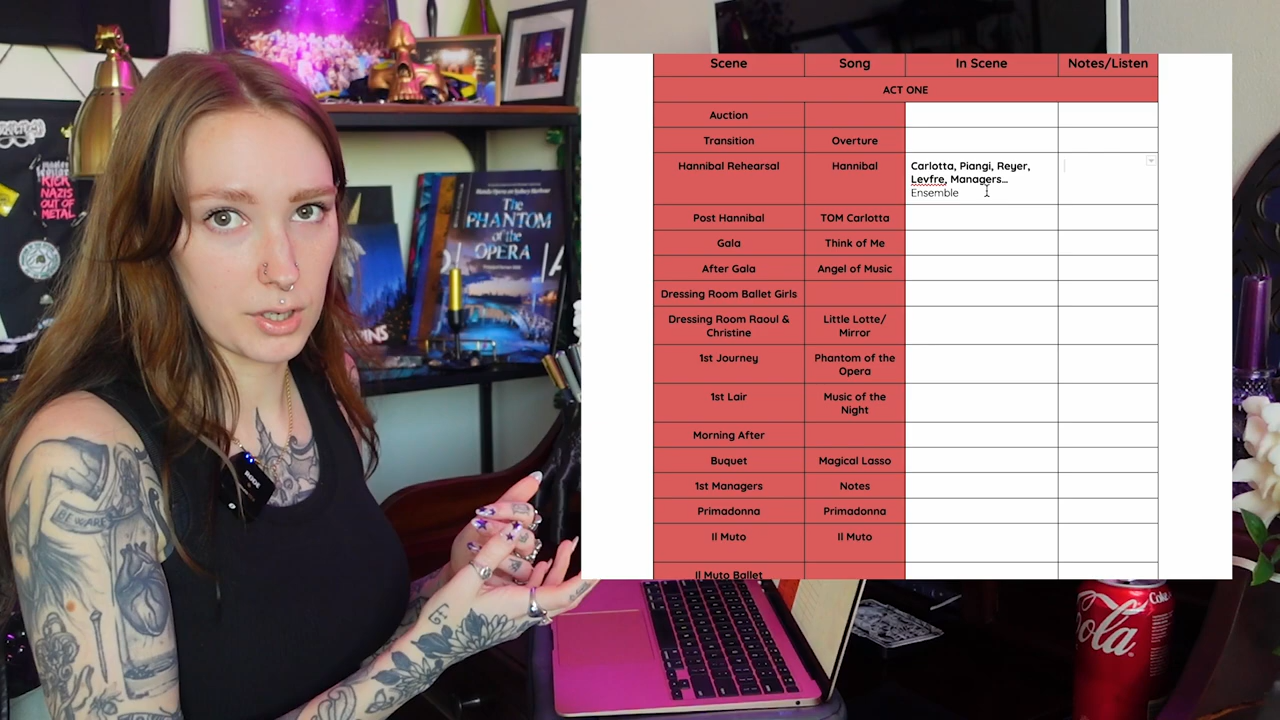 KICK
NAZIS
OUT OF
METAL
The
PHANTOM
of the
OPERA
BEWARE
Coke
Cola
Scene Song In Scene Notes/Listen
ACT ONE
Auction
Transition Overture
Hannibal Rehearsal Hannibal Carlotta, Piangi, Reyer,
Levfre, Managers...
Ensemble
Post Hannibal TOM Carlotta
Gala Think of Me
After Gala Angel of Music
Dressing Room Ballet Girls
Dressing Room Raoul & Little Lotte/
Christine Mirror
1st Journey Phantom of the
Opera
1st Lair Music of the
Night
Morning After
Buquet Magical Lasso
1st Managers Notes
Primadonna Primadonna
Il Muto Il Muto
Il Muto Ballet